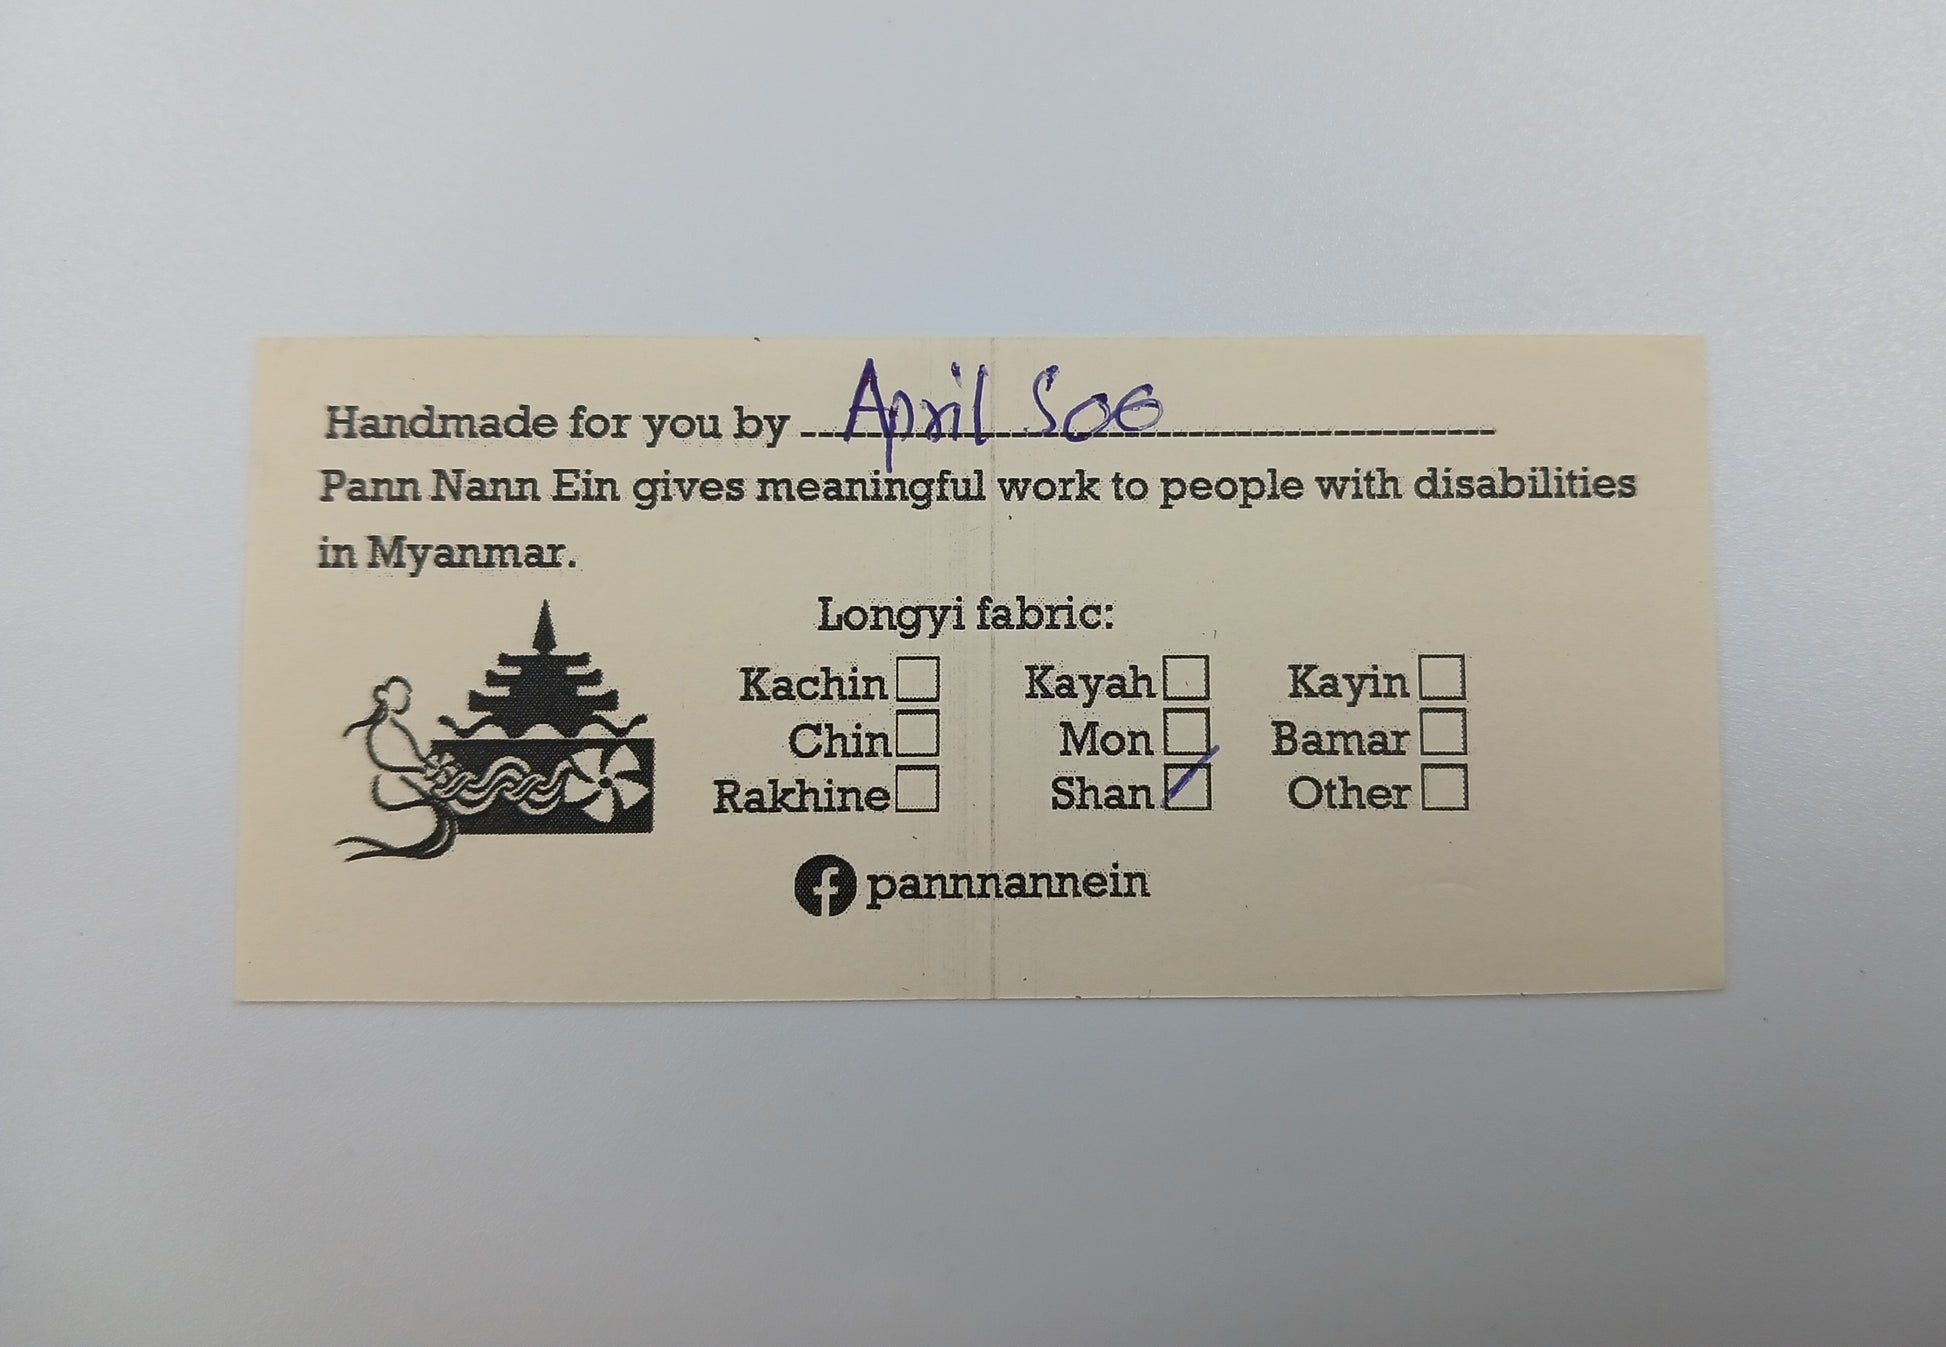 Handmade for you by April Soe
Pann Nann Ein gives meaningful work to people with disabilities
in Myanmar.
Longyi fabric:
Kachin Kayah Kayin
Chin Mon Bamar
Rakhine Shan Other
pannnannein